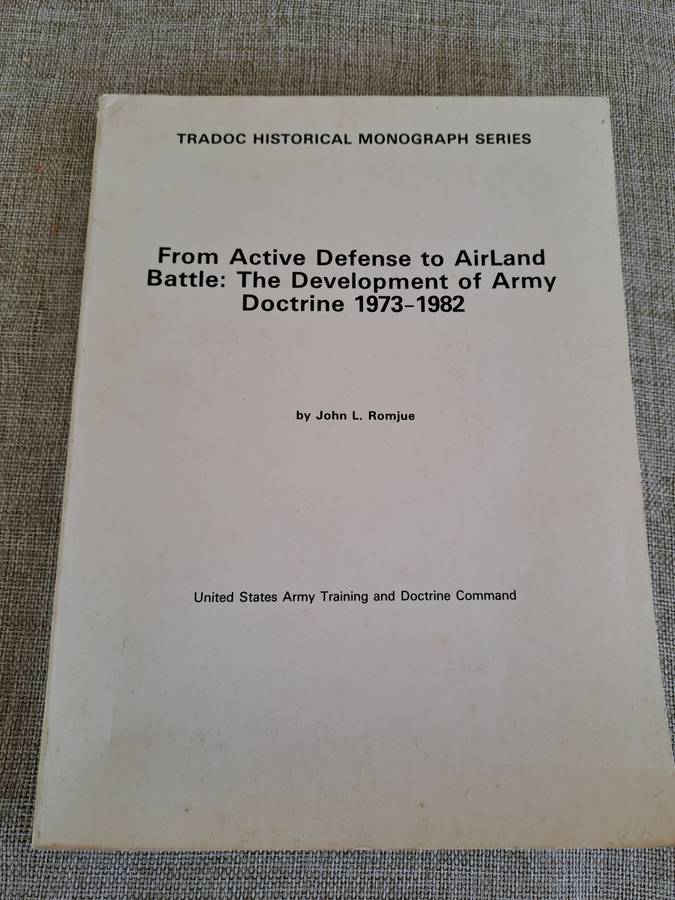 TRADOC HISTORICAL MONOGRAPH SERIES
From Active Defense to AirLand
Battle: The Development of Army
Doctrine 1973–1982
by John L. Romjue
United States Army Training and Doctrine Command